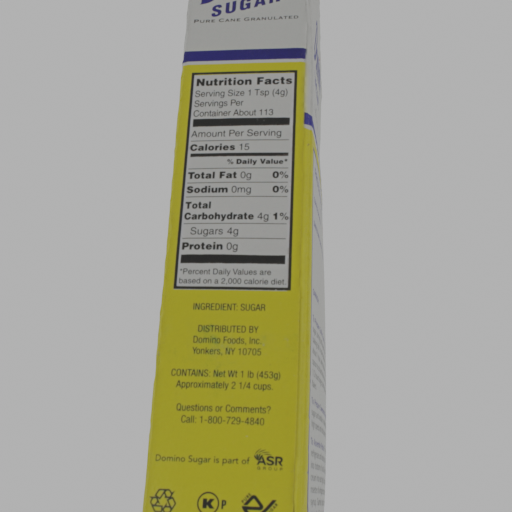 SUGAR
PURE CANE GRANULATED
Nutrition Facts
Serving Size 1 Tsp (4g)
Servings Per
Container About 113
Amount Per Serving
Calories 15
% Daily Value*
Total Fat 0g 0%
Sodium 0mg 0%
Total
Carbohydrate 4g 1%
Sugars 4g
Protein 0g
*Percent Daily Values are
based on a 2,000 calorie diet.
INGREDIENT: SUGAR
DISTRIBUTED BY
Domino Foods, Inc.
Yonkers, NY 10705
CONTAINS: Net Wt 1 lb (453g)
Approximately 2 1/4 cups.
Questions or Comments?
Call: 1-800-729-4840
Domino Sugar is part of ASR
GROUP
K P